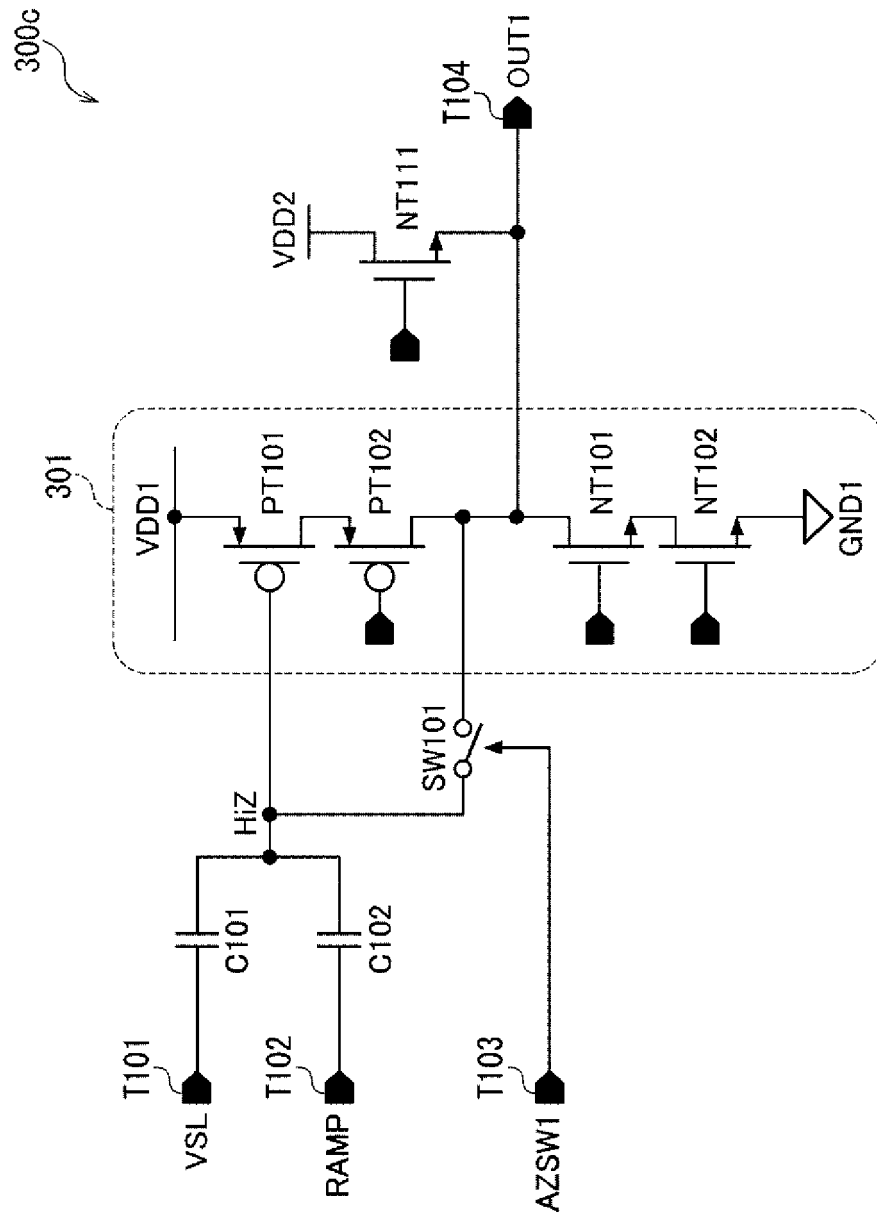 300c
301
VDD1
VDD2
PT101
NT111
T104
OUT1
PT102
HiZ
C101
C102
T101
VSL
T102
RAMP
SW101
NT101
NT102
T103
AZSW1
GND1